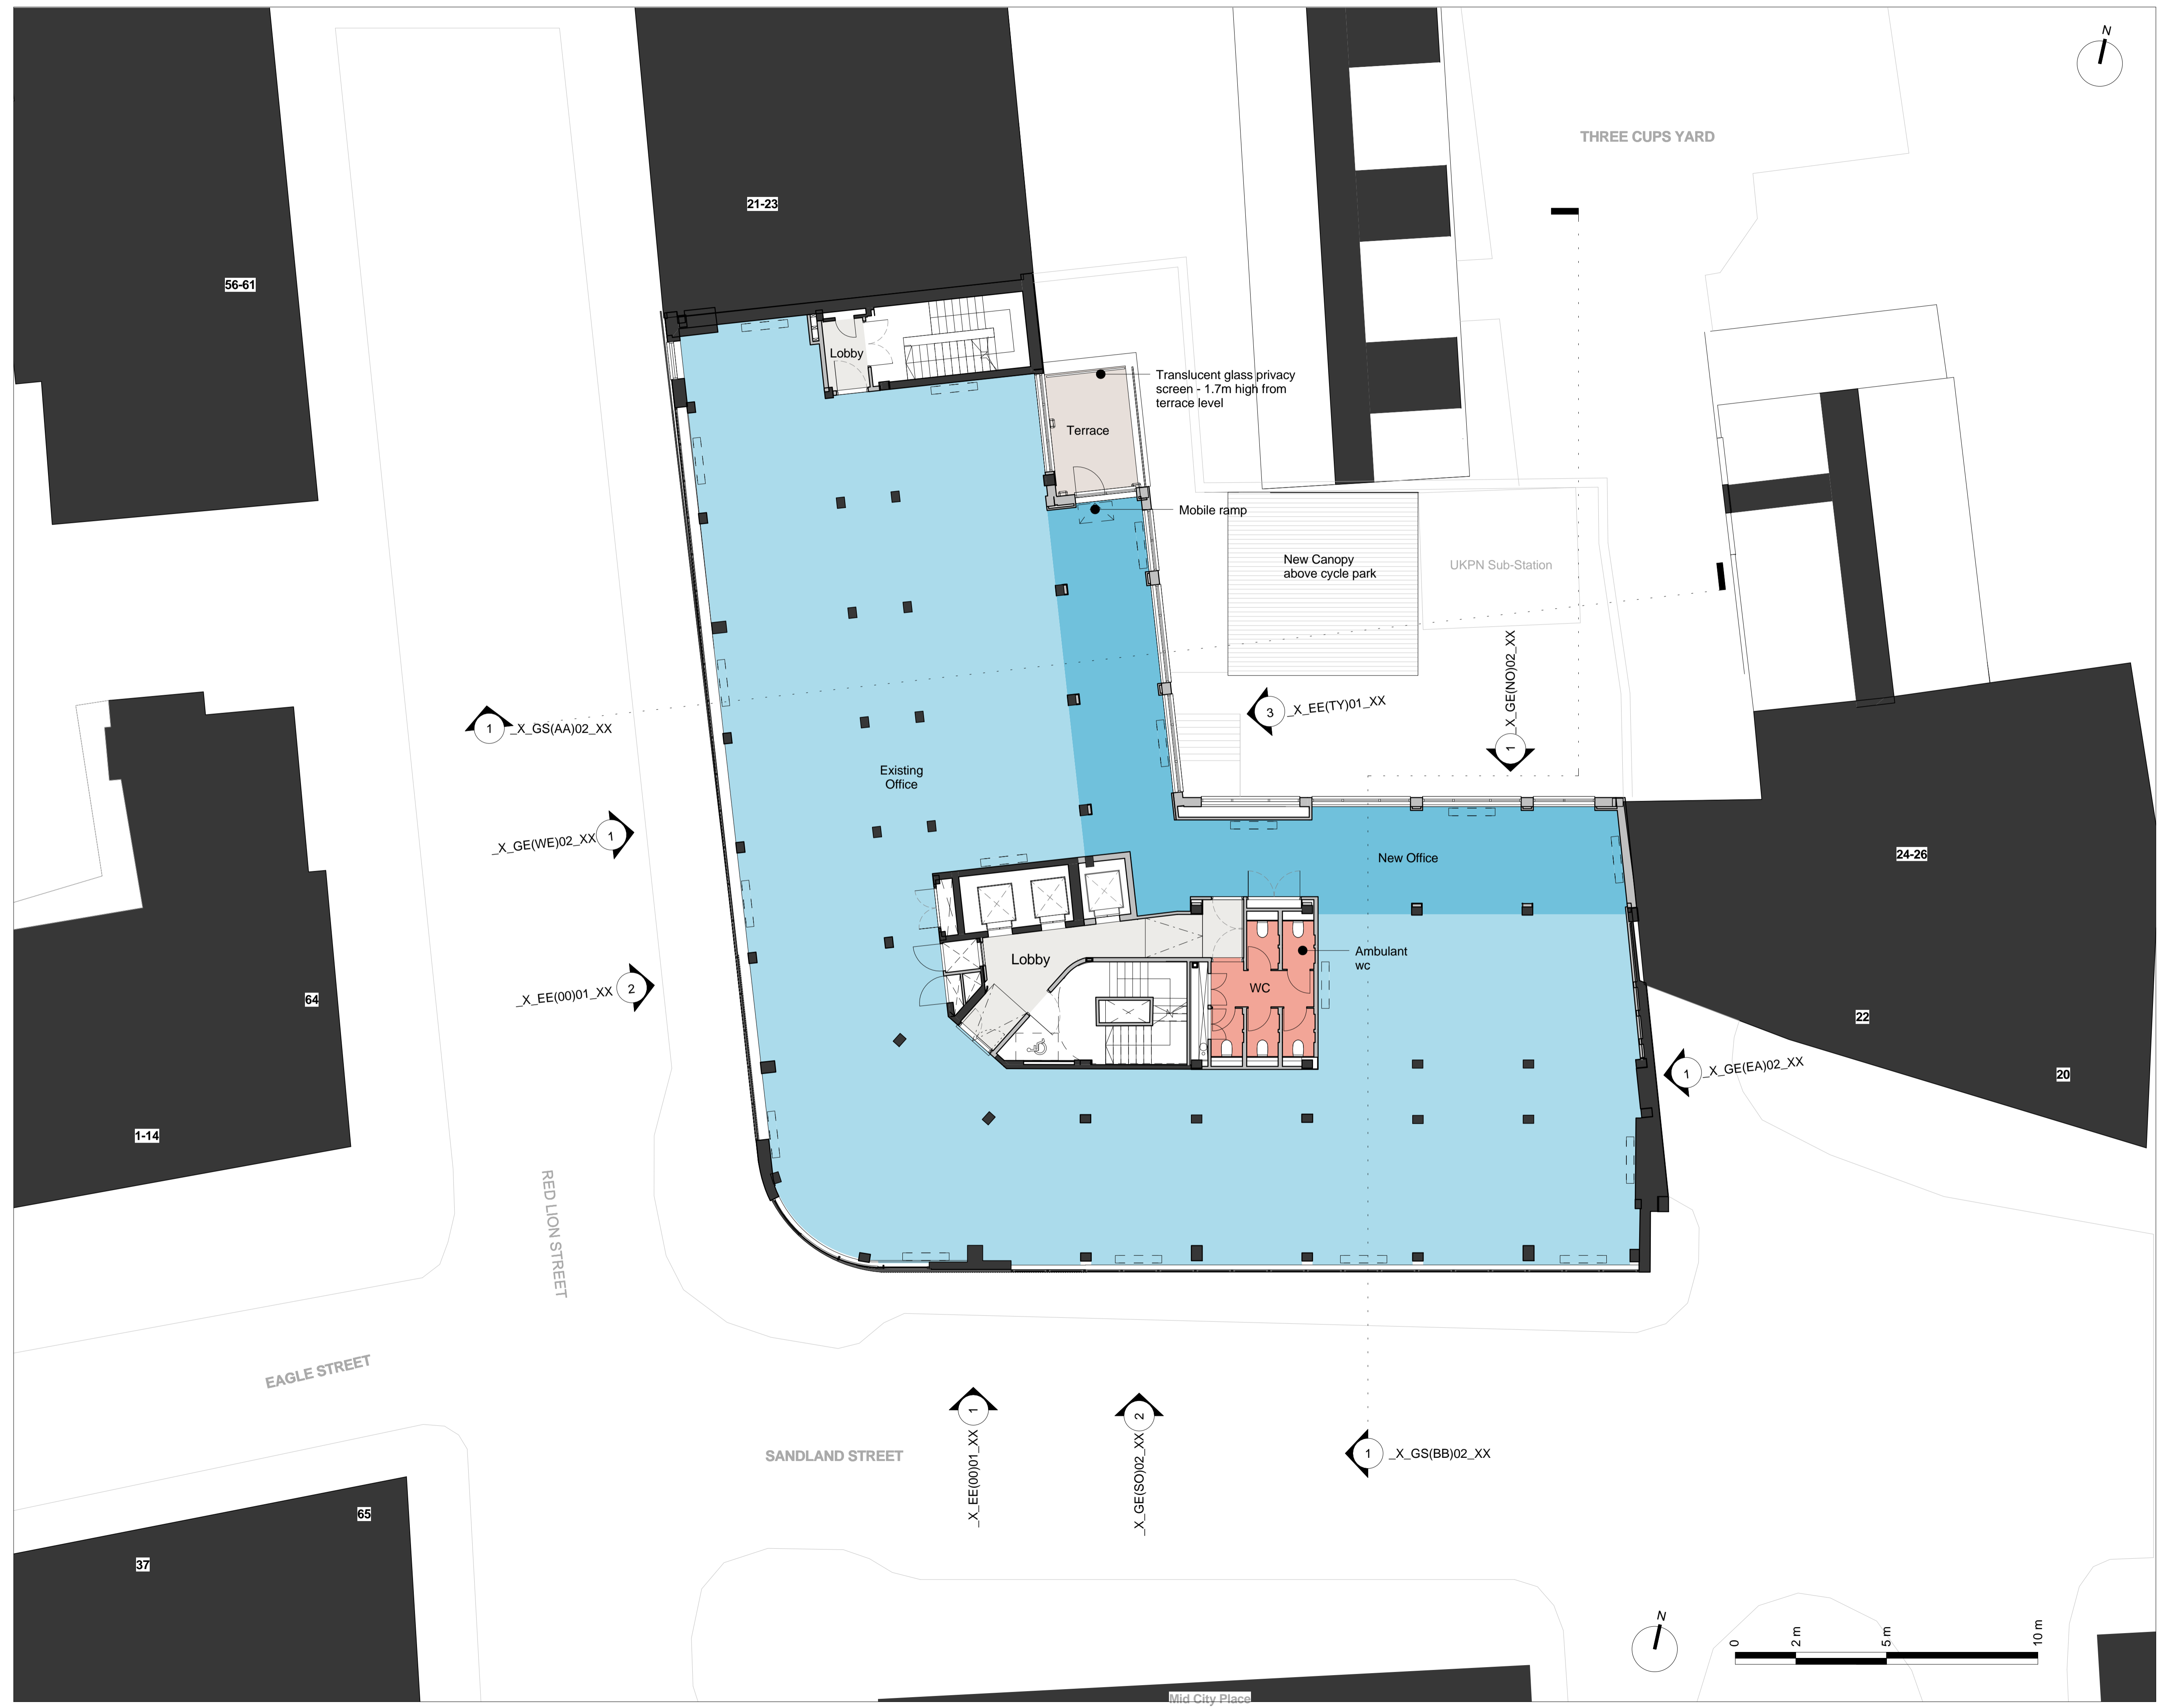 N
THREE CUPS YARD
21-23
56-61
Lobby
Translucent glass privacy
screen - 1.7m high from
terrace level
Terrace
Mobile ramp
New Canopy
above cycle park
UKPN Sub-Station
1
_X_GS(AA)02_XX
3
_X_EE(TY)01_XX
1
_X_GE(NO)02_XX
Existing
Office
1
_X_GE(WE)02_XX
New Office
24-26
Ambulant
wc
Lobby
WC
2
_X_EE(00)01_XX
64
22
1
_X_GE(EA)02_XX
20
1-14
RED LION STREET
EAGLE STREET
SANDLAND STREET
1
_X_EE(00)01_XX
2
_X_GE(SO)02_XX
1
_X_GS(BB)02_XX
65
37
N
0
2 m
5 m
10 m
Mid City Place